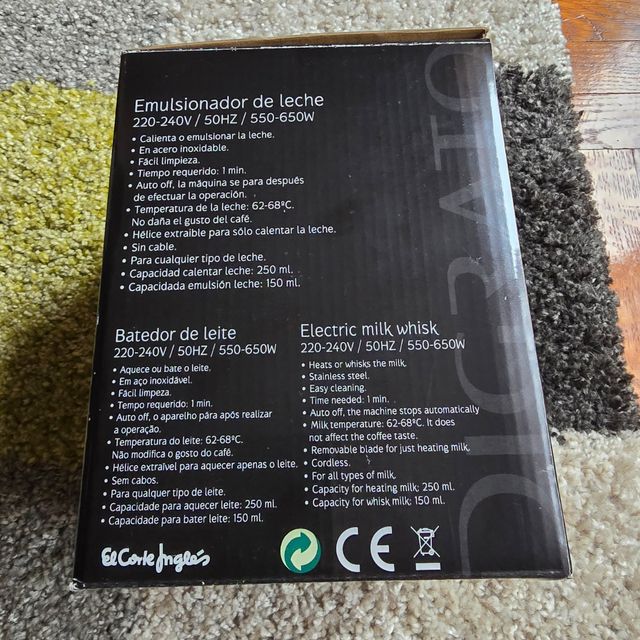 Emulsionador de leche
220-240V / 50HZ / 550-650W
• Calienta o emulsionar la leche.
• En acero inoxidable.
• Fácil limpieza.
• Tiempo requerido: 1 min.
• Auto off, la máquina se para después
de efectuar la operación.
• Temperatura de la leche: 62-68ºC.
No daña el gusto del café.
• Hélice extraible para sólo calentar la leche.
• Sin cable.
• Para cualquier tipo de leche.
• Capacidad calentar leche: 250 ml.
• Capacidada emulsión leche: 150 ml.
Batedor de leite
220-240V / 50HZ / 550-650W
• Aquece ou bate o leite.
• Em aço inoxidável.
• Fácil limpeza.
• Tempo requerido: 1 min.
• Auto off, o aparelho pára após realizar
a operação.
• Temperatura do leite: 62-68ºC.
Não modifica o gosto do café.
• Hélice extraível para aquecer apenas o leite.
• Sem cabos.
• Para qualquer tipo de leite.
• Capacidade para aquecer leite: 250 ml.
• Capacidade para bater leite: 150 ml.
Electric milk whisk
220-240V / 50HZ / 550-650W
• Heats or whisks the milk.
• Stainless steel.
• Easy cleaning.
• Time needed: 1 min.
• Auto off, the machine stops automatically
• Milk temperature: 62-68ºC. It does
not affect the coffee taste.
• Removable blade for just heating milk.
• Cordless.
• For all types of milk.
• Capacity for heating milk: 250 ml.
• Capacity for whisk milk: 150 ml.
El Corte Inglés
CE
DIGRATO